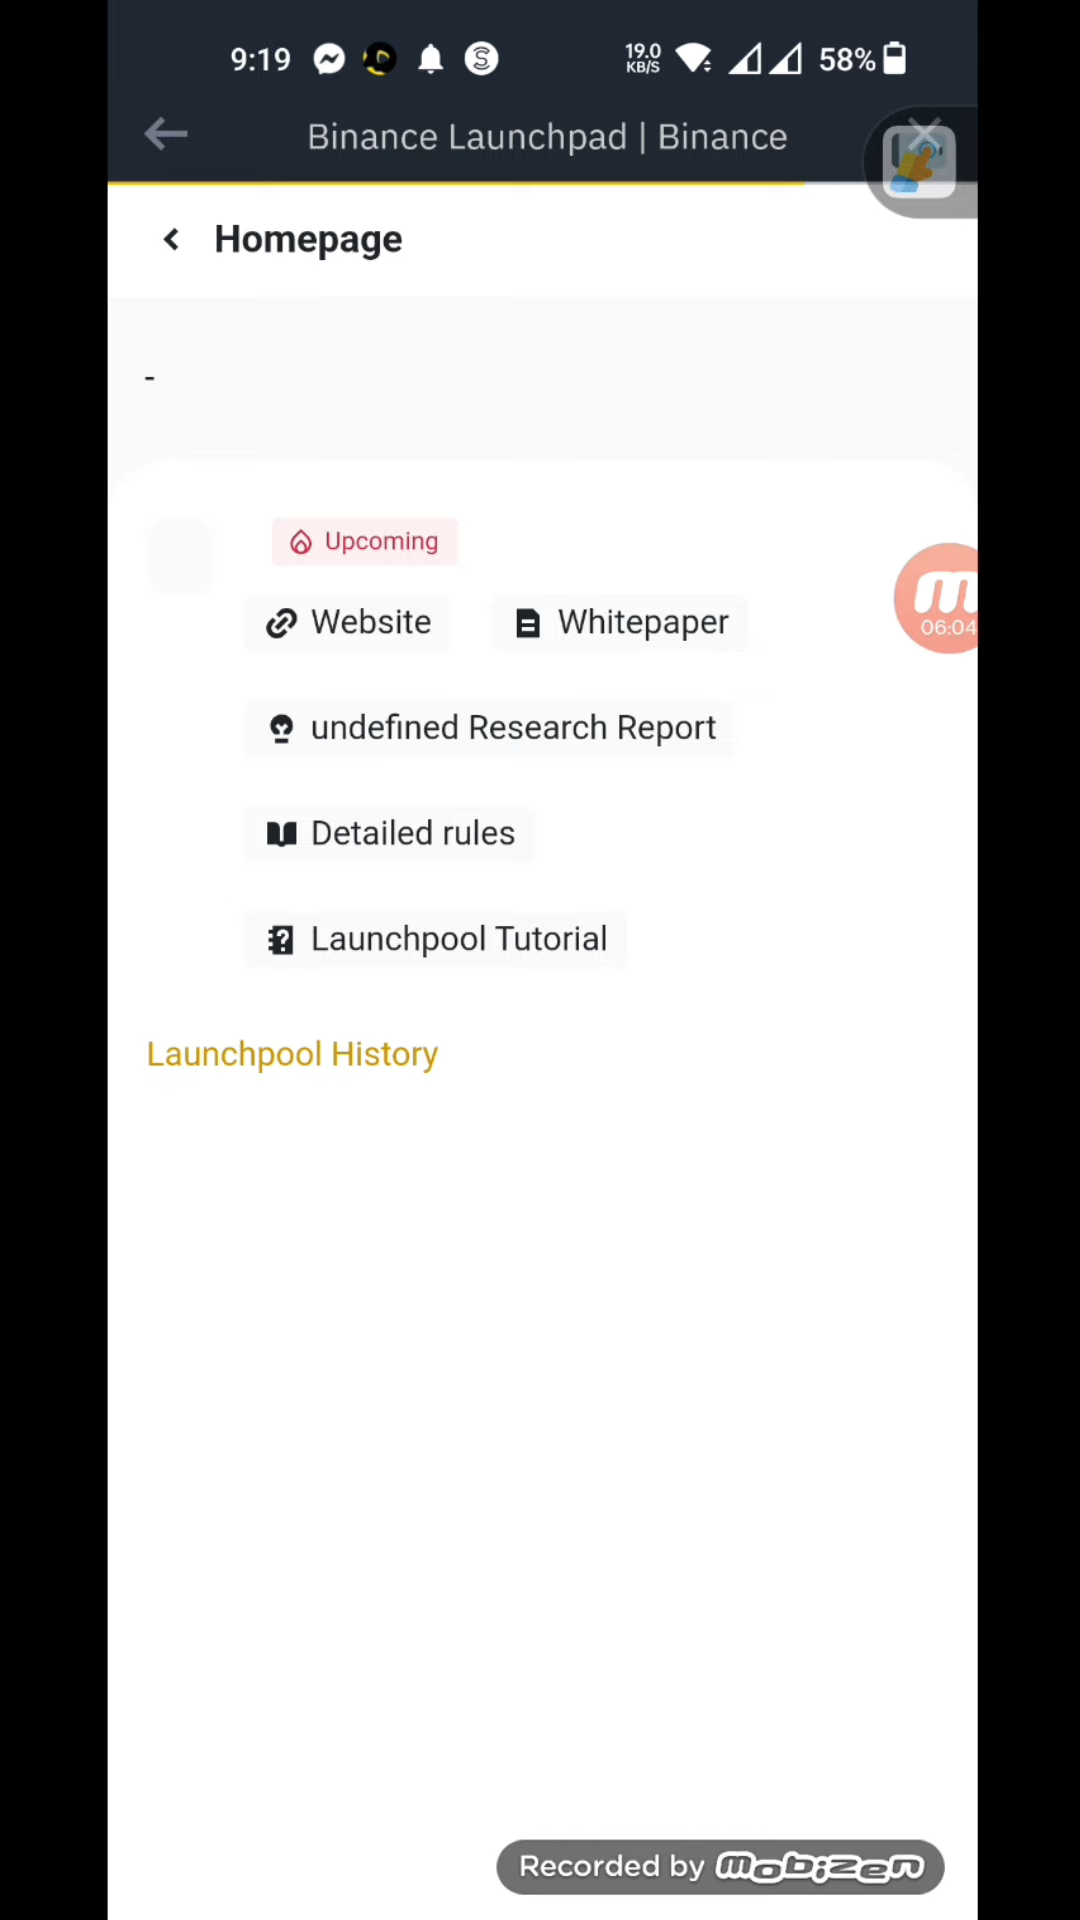 9:19 19.0 KB/S 58%
Binance Launchpad | Binance
Homepage
-
Upcoming
Website Whitepaper
06:04
undefined Research Report
Detailed rules
Launchpool Tutorial
Launchpool History
Recorded by mobizen